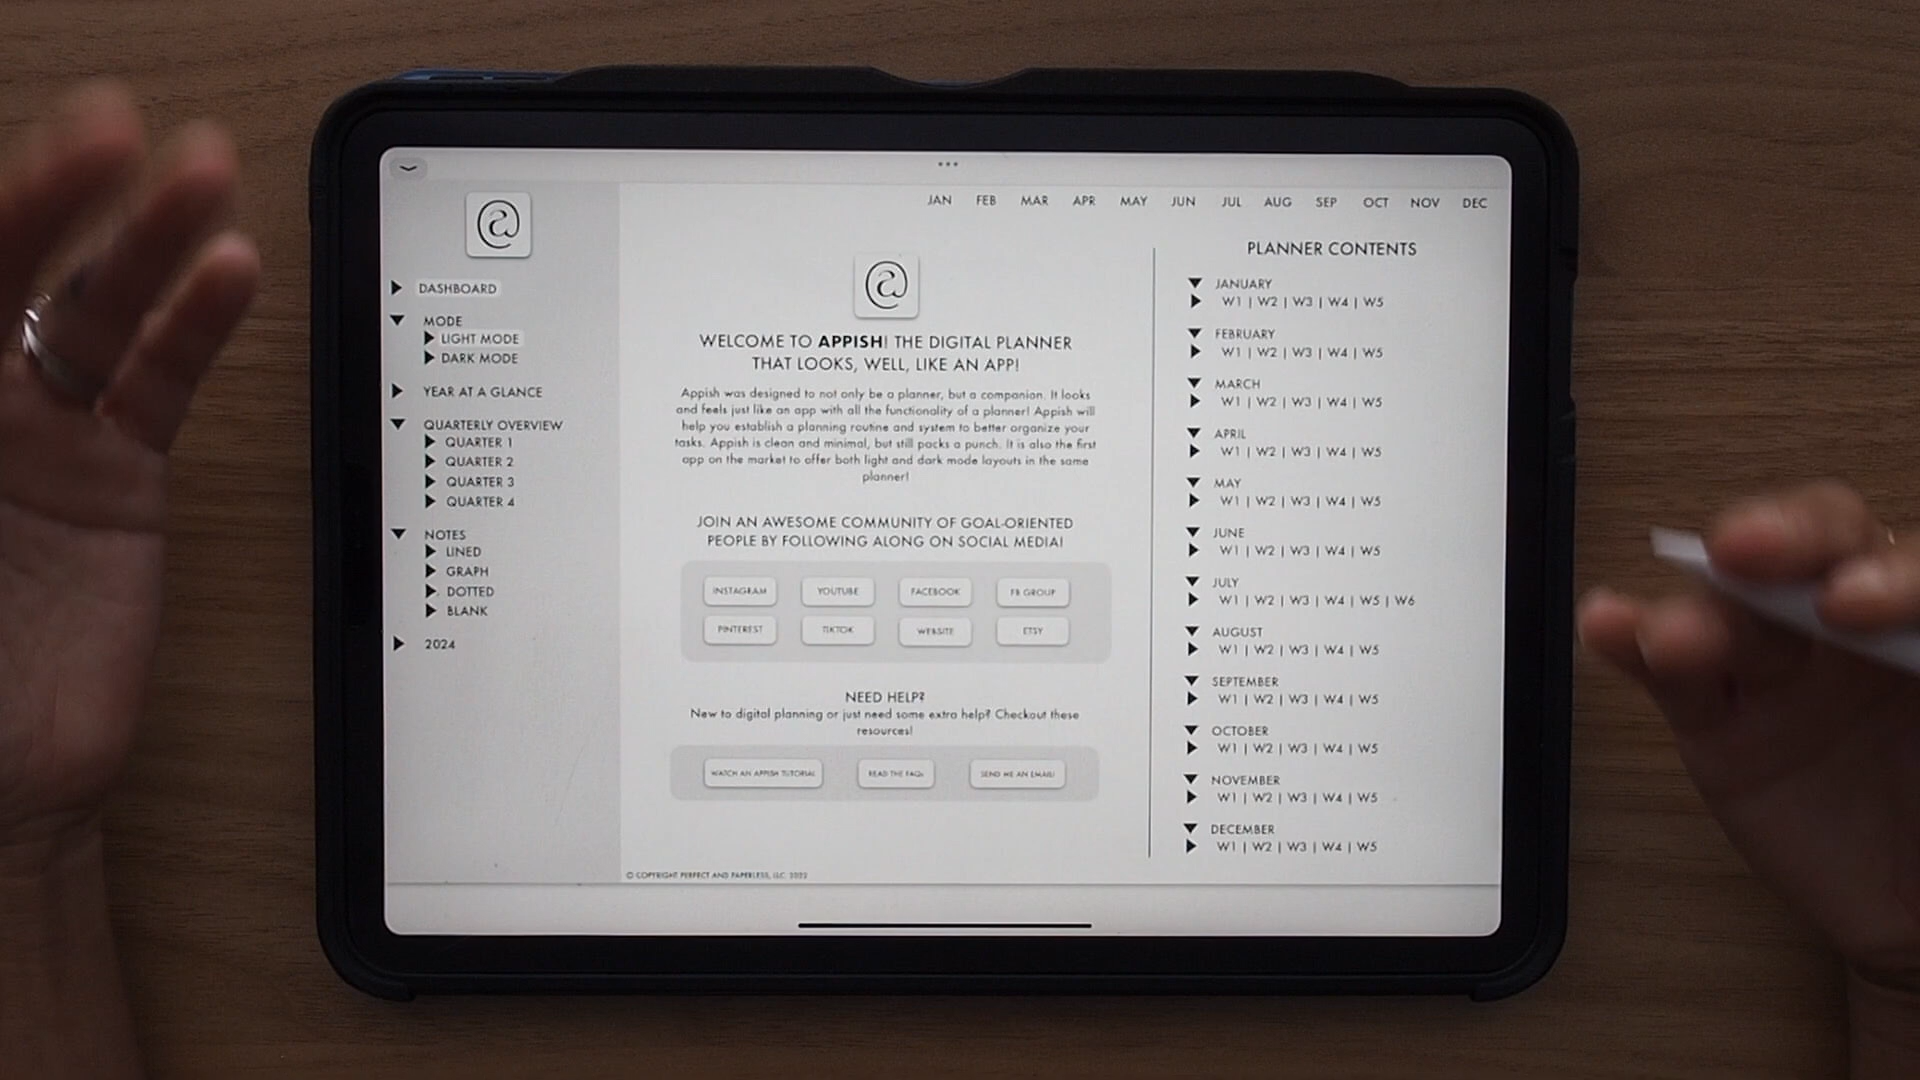 JAN FEB MAR APR MAY JUN JUL AUG SEP OCT NOV DEC
DASHBOARD
MODE
LIGHT MODE
DARK MODE
YEAR AT A GLANCE
QUARTERLY OVERVIEW
QUARTER 1
QUARTER 2
QUARTER 3
QUARTER 4
NOTES
LINED
GRAPH
DOTTED
BLANK
2024
WELCOME TO APPISH! THE DIGITAL PLANNER
THAT LOOKS, WELL, LIKE AN APP!
Appish was designed to not only be a planner, but a companion. It looks
and feels just like an app with all the functionality of a planner! Appish will
help you establish a planning routine and system to better organize your
tasks. Appish is clean and minimal, but still packs a punch. It is also the first
app on the market to offer both light and dark mode layouts in the same
planner!
JOIN AN AWESOME COMMUNITY OF GOAL-ORIENTED
PEOPLE BY FOLLOWING ALONG ON SOCIAL MEDIA!
INSTAGRAM YOUTUBE FACEBOOK FB GROUP
PINTEREST TIKTOK WEBSITE ETSY
NEED HELP?
New to digital planning or just need some extra help? Checkout these
resources!
WATCH AN APPISH TUTORIAL READ THE FAQs SEND ME AN EMAIL!
© COPYRIGHT PERFECT AND PAPERLESS, LLC. 2022
PLANNER CONTENTS
JANUARY
W1 | W2 | W3 | W4 | W5
FEBRUARY
W1 | W2 | W3 | W4 | W5
MARCH
W1 | W2 | W3 | W4 | W5
APRIL
W1 | W2 | W3 | W4 | W5
MAY
W1 | W2 | W3 | W4 | W5
JUNE
W1 | W2 | W3 | W4 | W5
JULY
W1 | W2 | W3 | W4 | W5 | W6
AUGUST
W1 | W2 | W3 | W4 | W5
SEPTEMBER
W1 | W2 | W3 | W4 | W5
OCTOBER
W1 | W2 | W3 | W4 | W5
NOVEMBER
W1 | W2 | W3 | W4 | W5
DECEMBER
W1 | W2 | W3 | W4 | W5